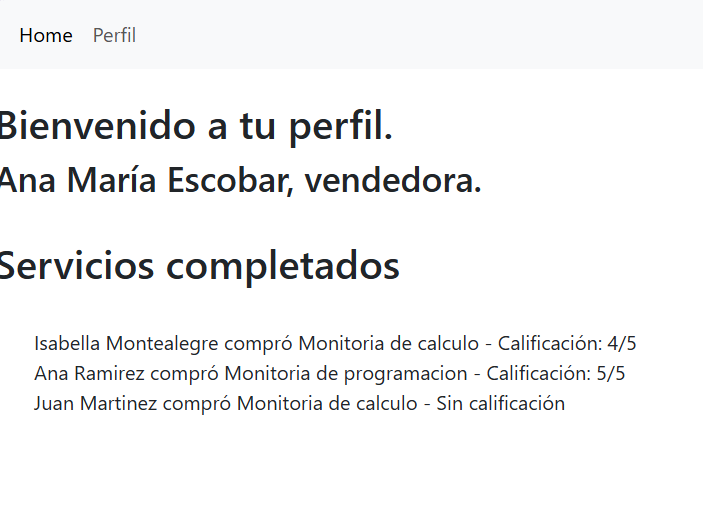 Home Perfil
Bienvenido a tu perfil.
Ana María Escobar, vendedora.
Servicios completados
Isabella Montealegre compró Monitoria de calculo - Calificación: 4/5
Ana Ramirez compró Monitoria de programacion - Calificación: 5/5
Juan Martinez compró Monitoria de calculo - Sin calificación